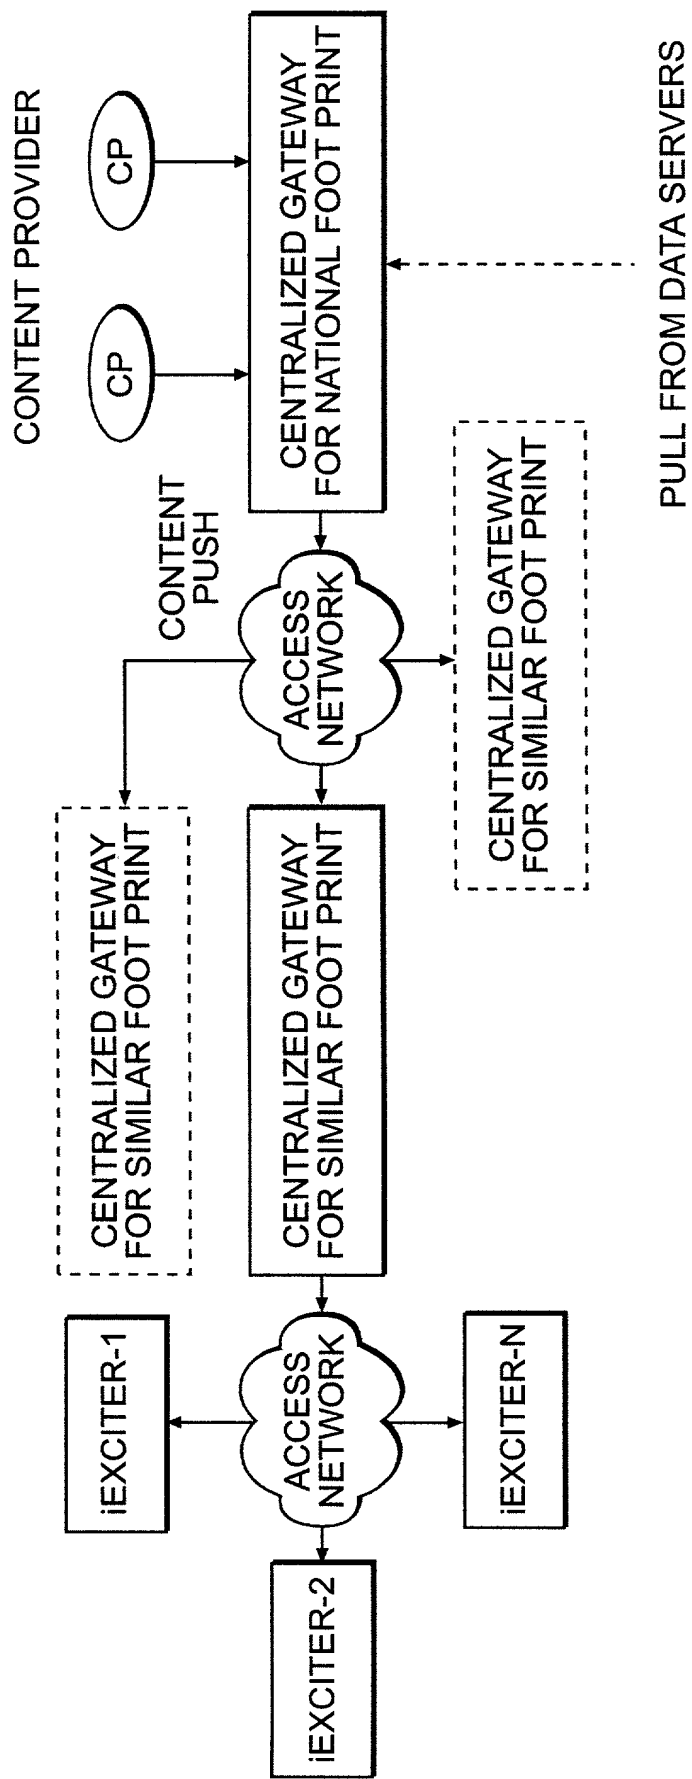 CONTENT PROVIDER
CP
CP
CENTRALIZED GATEWAY
FOR NATIONAL FOOT PRINT
PULL FROM DATA SERVERS
CONTENT
PUSH
ACCESS
NETWORK
CENTRALIZED GATEWAY
FOR SIMILAR FOOT PRINT
CENTRALIZED GATEWAY
FOR SIMILAR FOOT PRINT
CENTRALIZED GATEWAY
FOR SIMILAR FOOT PRINT
ACCESS
NETWORK
iEXCITER-1
iEXCITER-2
iEXCITER-N